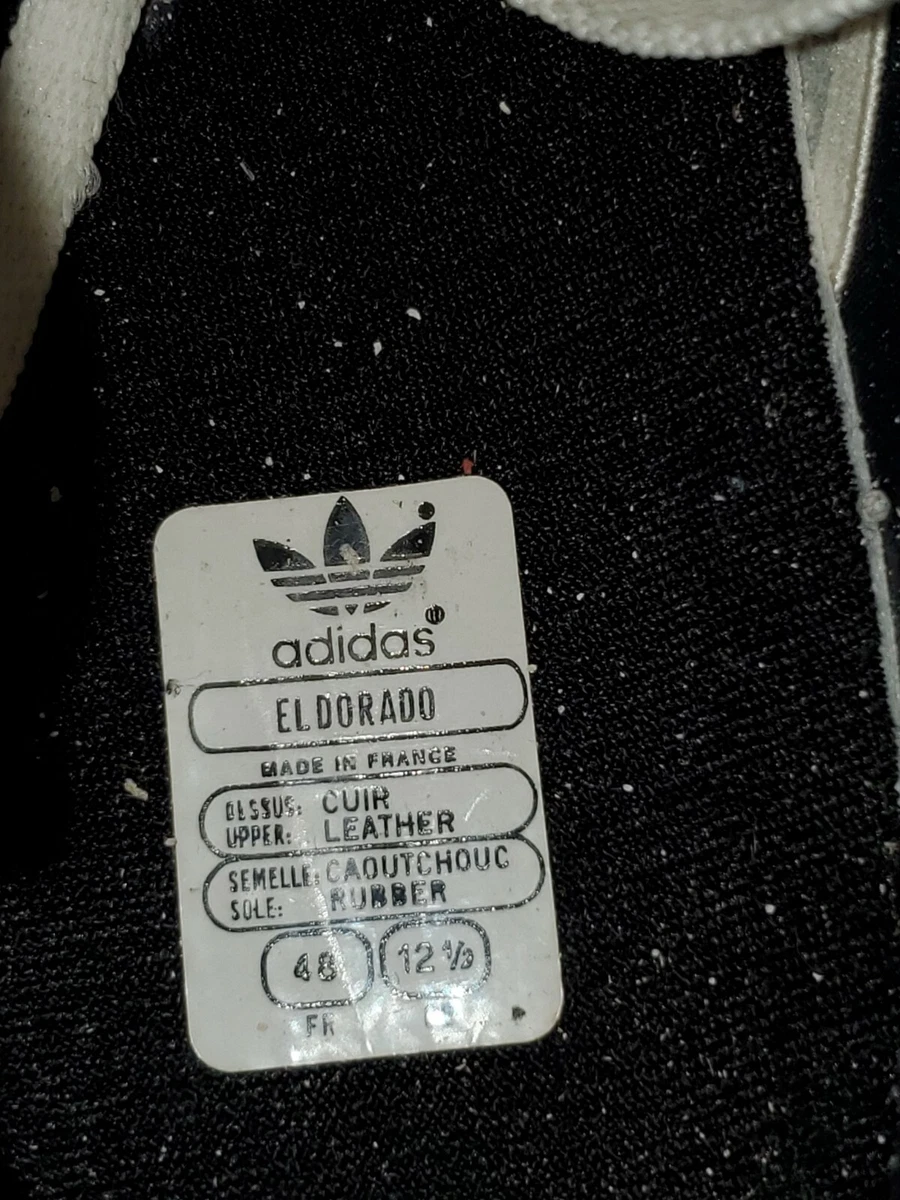 adidas®
ELDORADO
MADE IN FRANCE
DESSUS: CUIR
UPPER: LEATHER
SEMELLE: CAOUTCHOUC
SOLE: RUBBER
48 12 ½
FR